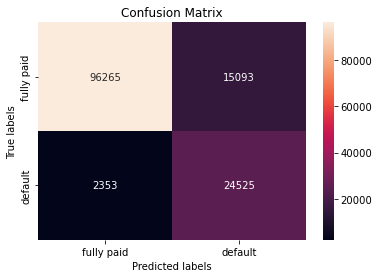 Confusion Matrix
True labels
fully paid
96265
15093
default
2353
24525
fully paid
default
Predicted labels
80000
60000
40000
20000